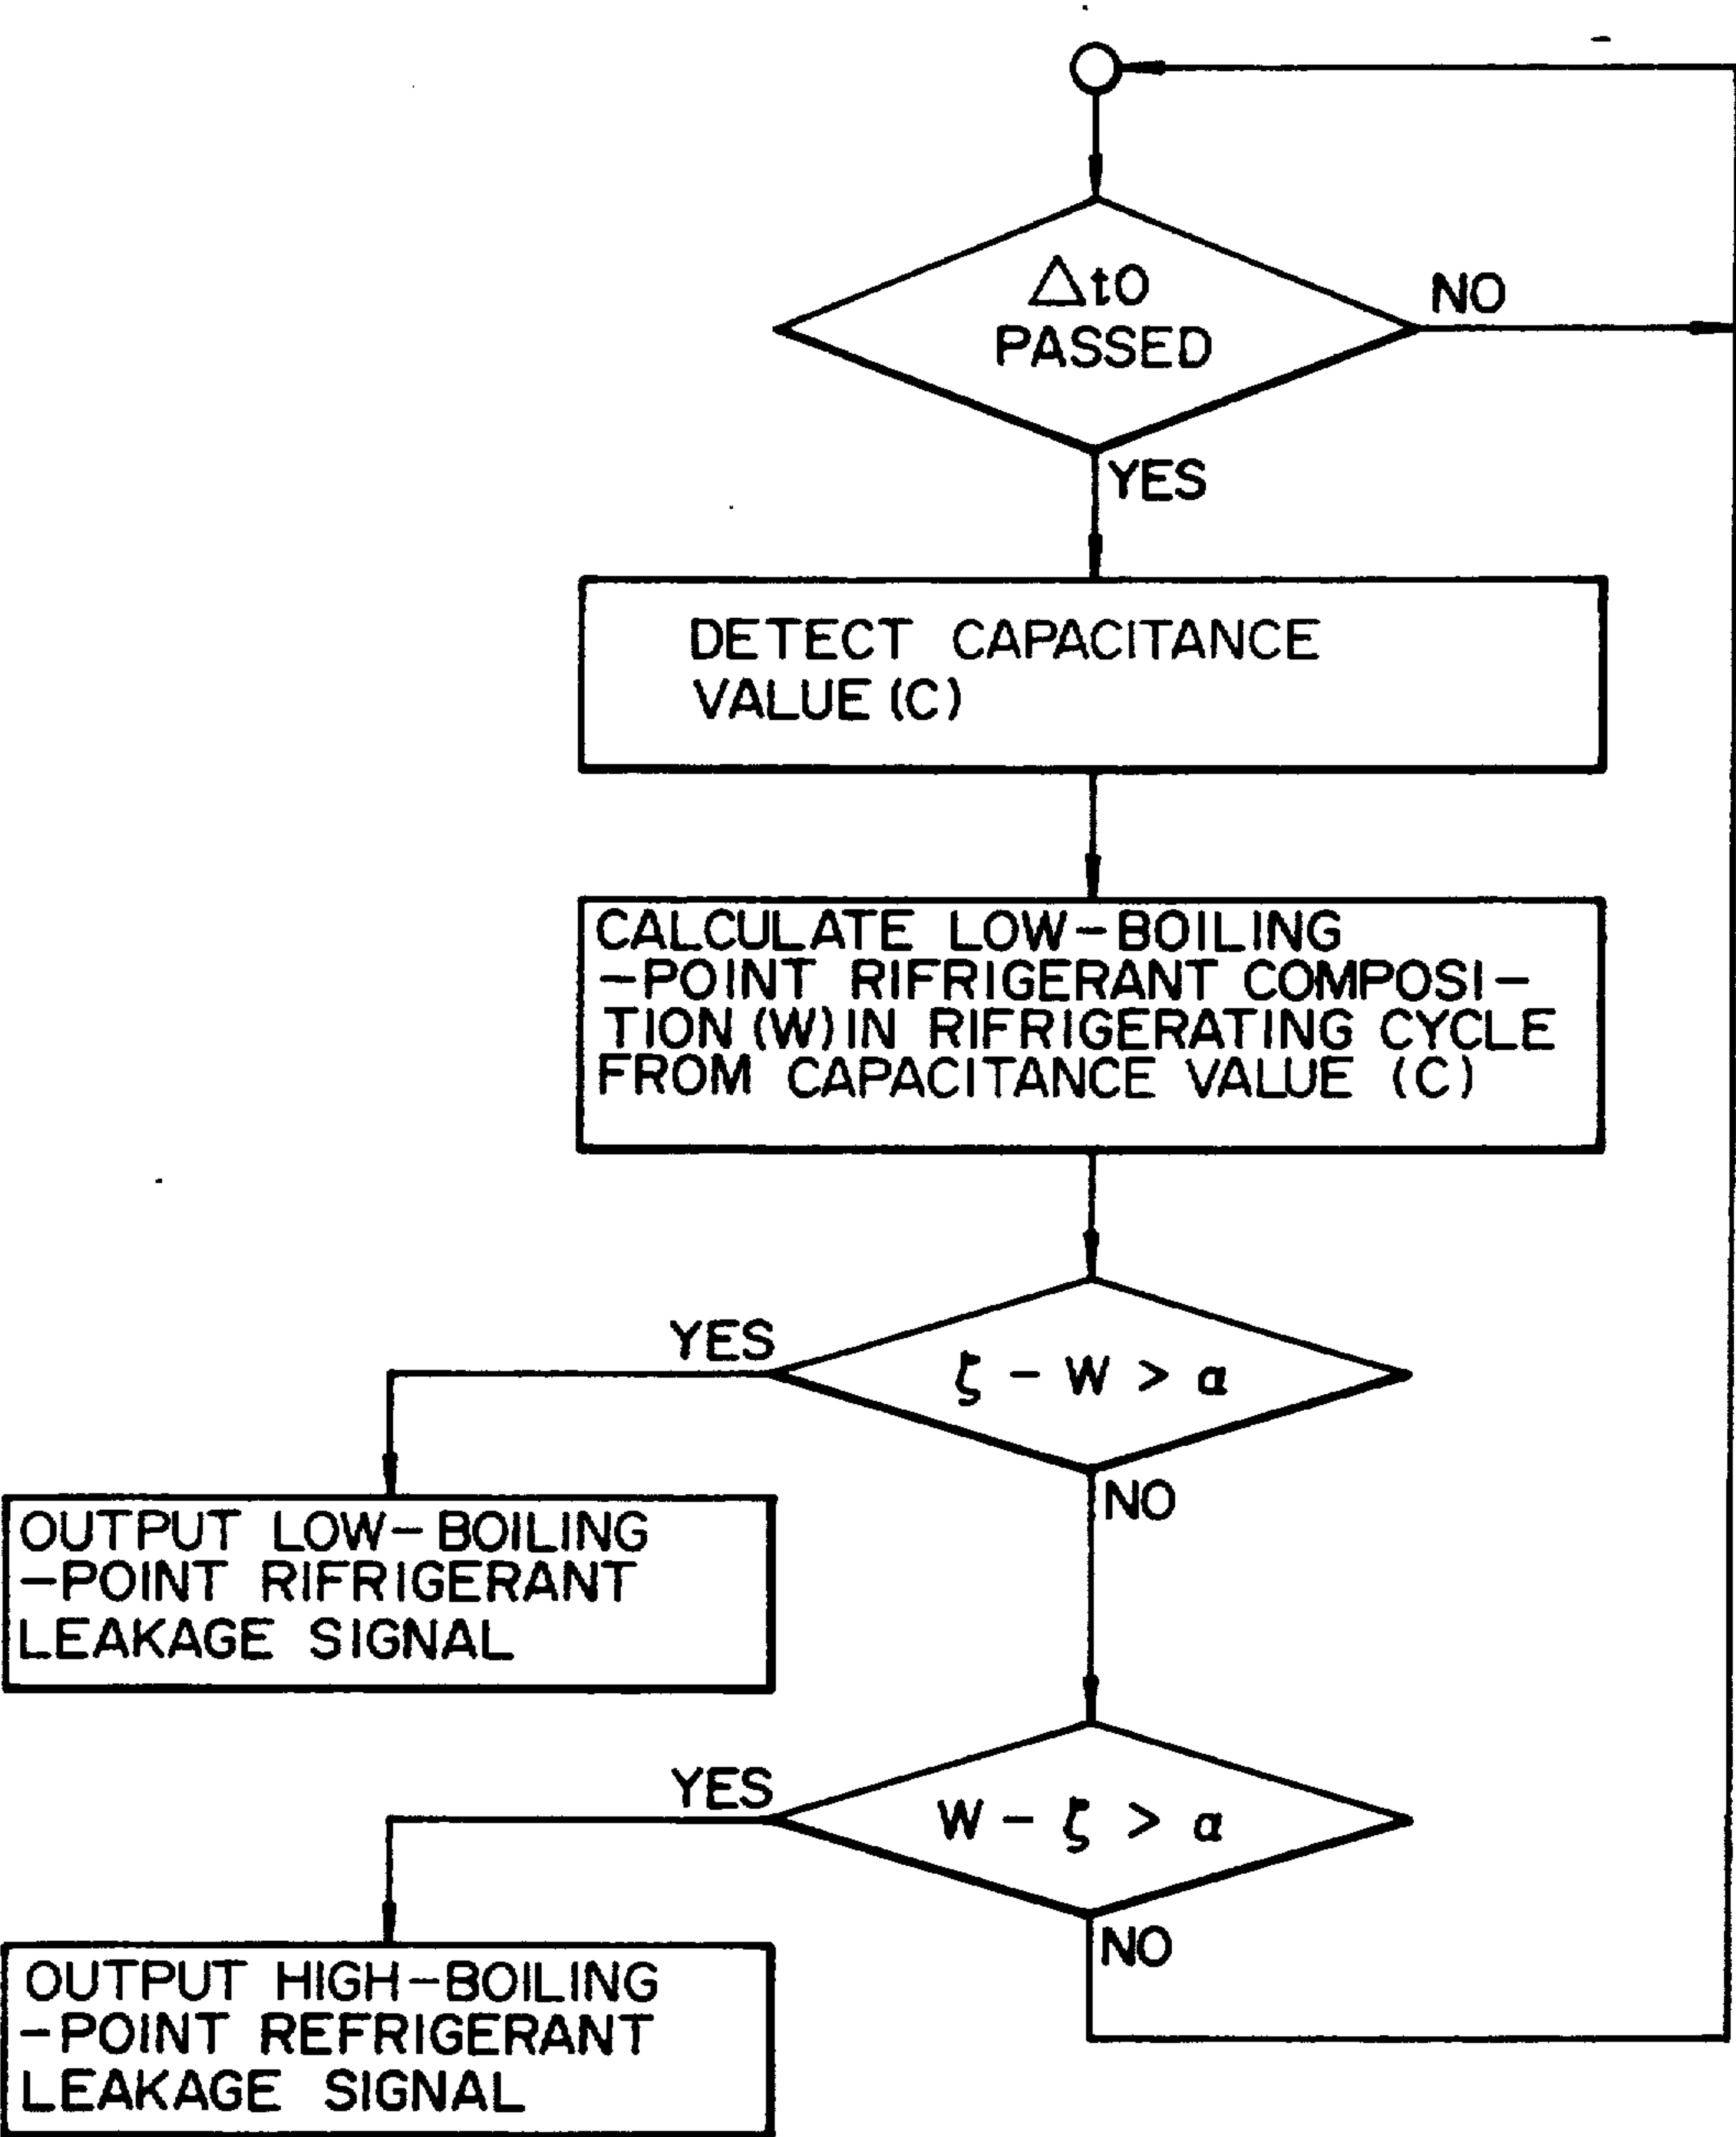 △t0
PASSED
NO
YES
DETECT CAPACITANCE
VALUE (C)
CALCULATE LOW-BOILING
-POINT RIFRIGERANT COMPOSI-
TION (W) IN RIFRIGERATING CYCLE
FROM CAPACITANCE VALUE (C)
YES
ξ - W > α
NO
OUTPUT LOW-BOILING
-POINT RIFRIGERANT
LEAKAGE SIGNAL
YES
W - ξ > α
NO
OUTPUT HIGH-BOILING
-POINT REFRIGERANT
LEAKAGE SIGNAL